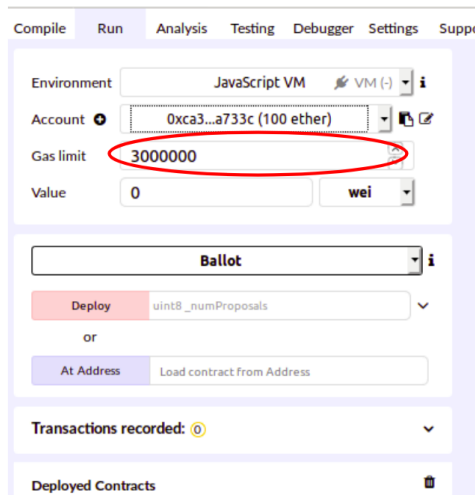 Compile Run Analysis Testing Debugger Settings Suppo
Environment JavaScript VM VM (-) i
Account 0xca3...a733c (100 ether)
Gas limit 3000000
Value 0 wei
Ballot i
Deploy uint8 _numProposals
or
At Address Load contract from Address
Transactions recorded: 0
Deployed Contracts